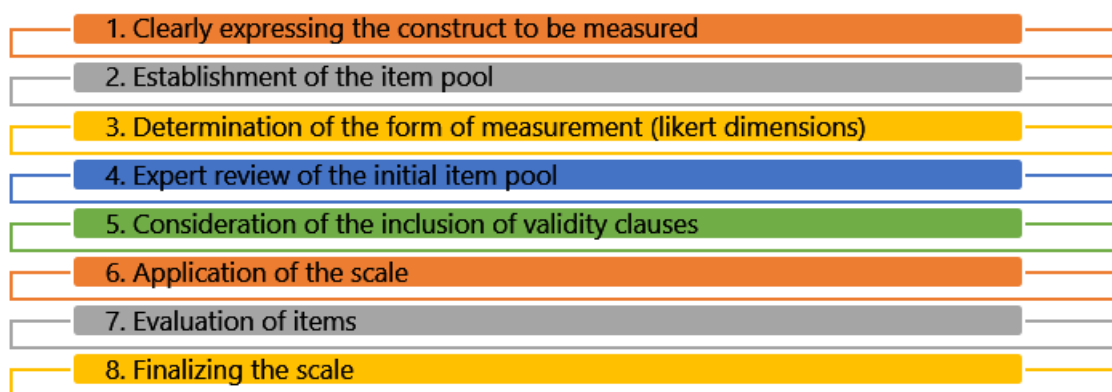 1. Clearly expressing the construct to be measured
2. Establishment of the item pool
3. Determination of the form of measurement (likert dimensions)
4. Expert review of the initial item pool
5. Consideration of the inclusion of validity clauses
6. Application of the scale
7. Evaluation of items
8. Finalizing the scale